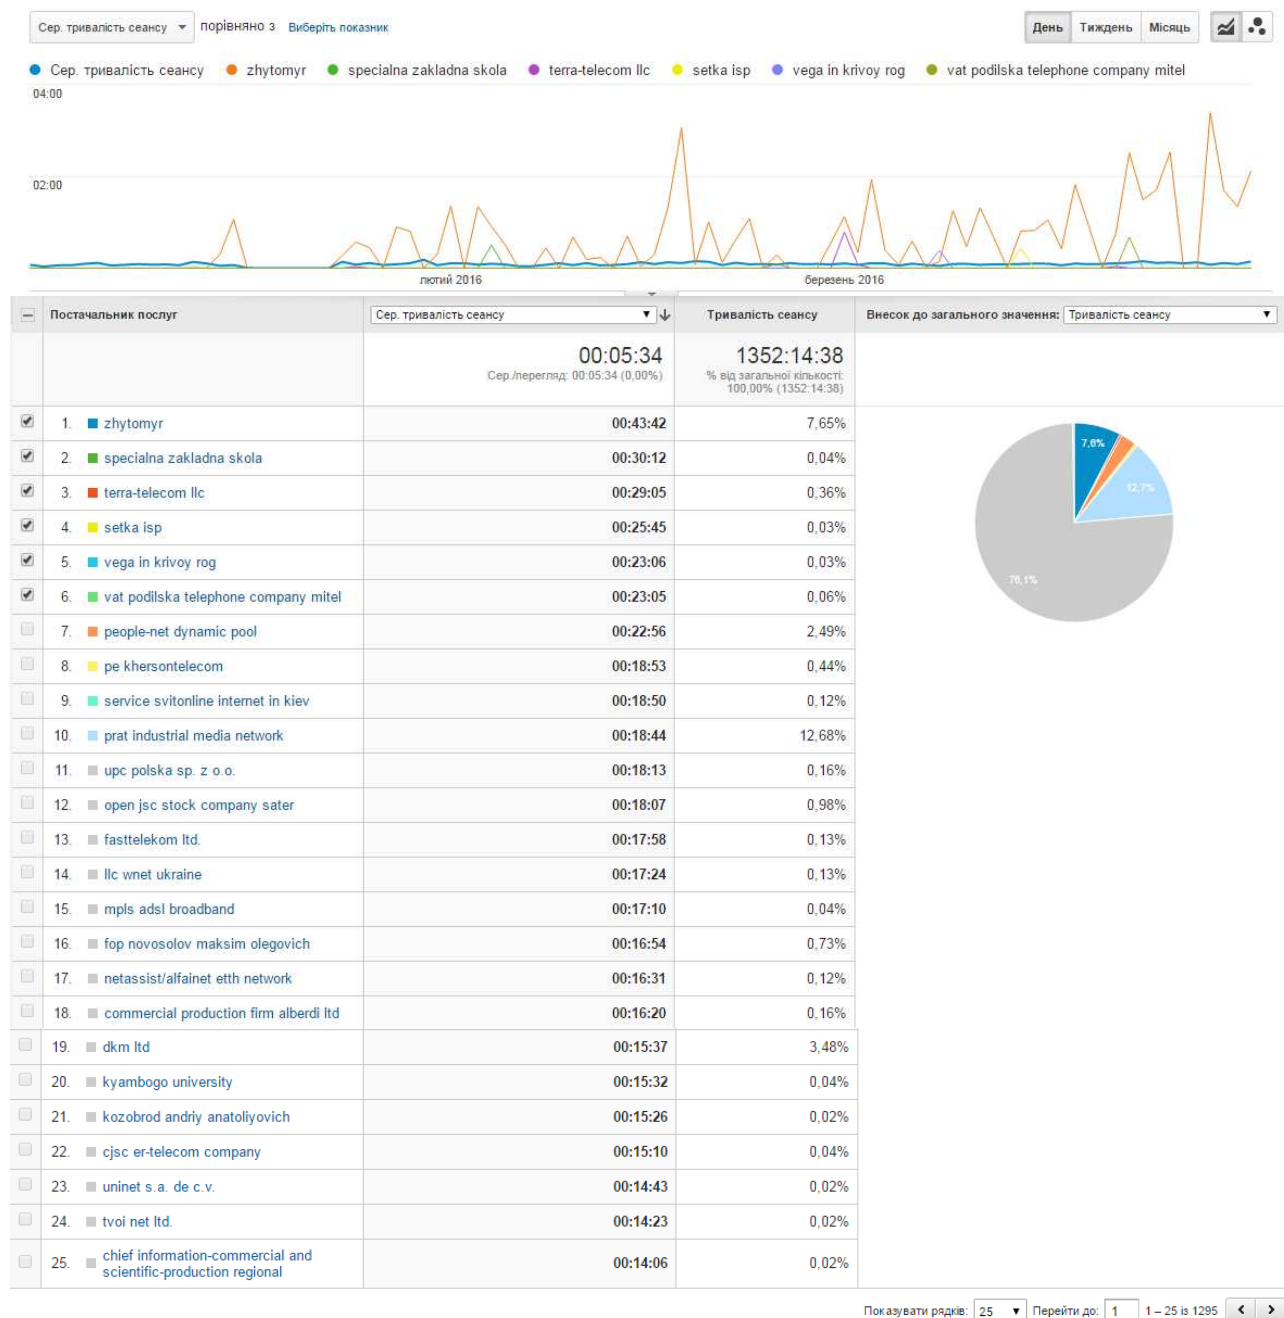 Сер. тривалість сеансу порівняно з Виберіть показник День Тиждень Місяць
Сер. тривалість сеансу zhytomyr specialna zakladna skola terra-telecom llc setka isp vega in krivoy rog vat podilska telephone company mitel
04:00
02:00
лютий 2016 березень 2016
Постачальник послуг Сер. тривалість сеансу Тривалість сеансу Внесок до загального значення: Тривалість сеансу
00:05:34 1352:14:38
Сер./перегляд: 00:05:34 (0,00%) % від загальної кількості:
100,00% (1352:14:38)
1. zhytomyr 00:43:42 7,65%
7,6%
2. specialna zakladna skola 00:30:12 0,04%
3. terra-telecom llc 00:29:05 0,36%
12,7%
4. setka isp 00:25:45 0,03%
5. vega in krivoy rog 00:23:06 0,03%
76,1%
6. vat podilska telephone company mitel 00:23:05 0,06%
7. people-net dynamic pool 00:22:56 2,49%
8. pe khersontelecom 00:18:53 0,44%
9. service svitonline internet in kiev 00:18:50 0,12%
10. prat industrial media network 00:18:44 12,68%
11. upc polska sp. z o.o. 00:18:13 0,16%
12. open jsc stock company sater 00:18:07 0,98%
13. fasttelekom ltd. 00:17:58 0,13%
14. llc wnet ukraine 00:17:24 0,13%
15. mpls adsl broadband 00:17:10 0,04%
16. fop novosolov maksim olegovich 00:16:54 0,73%
17. netassist/alfainet etth network 00:16:31 0,12%
18. commercial production firm alberdi ltd 00:16:20 0,16%
19. dkm ltd 00:15:37 3,48%
20. kyambogo university 00:15:32 0,04%
21. kozobrod andriy anatoliyovich 00:15:26 0,02%
22. cjsc er-telecom company 00:15:10 0,04%
23. uninet s.a. de c.v. 00:14:43 0,02%
24. tvoi net ltd. 00:14:23 0,02%
25. chief information-commercial and
scientific-production regional 00:14:06 0,02%
Показувати рядків: 25 Перейти до: 1 1 – 25 із 1295